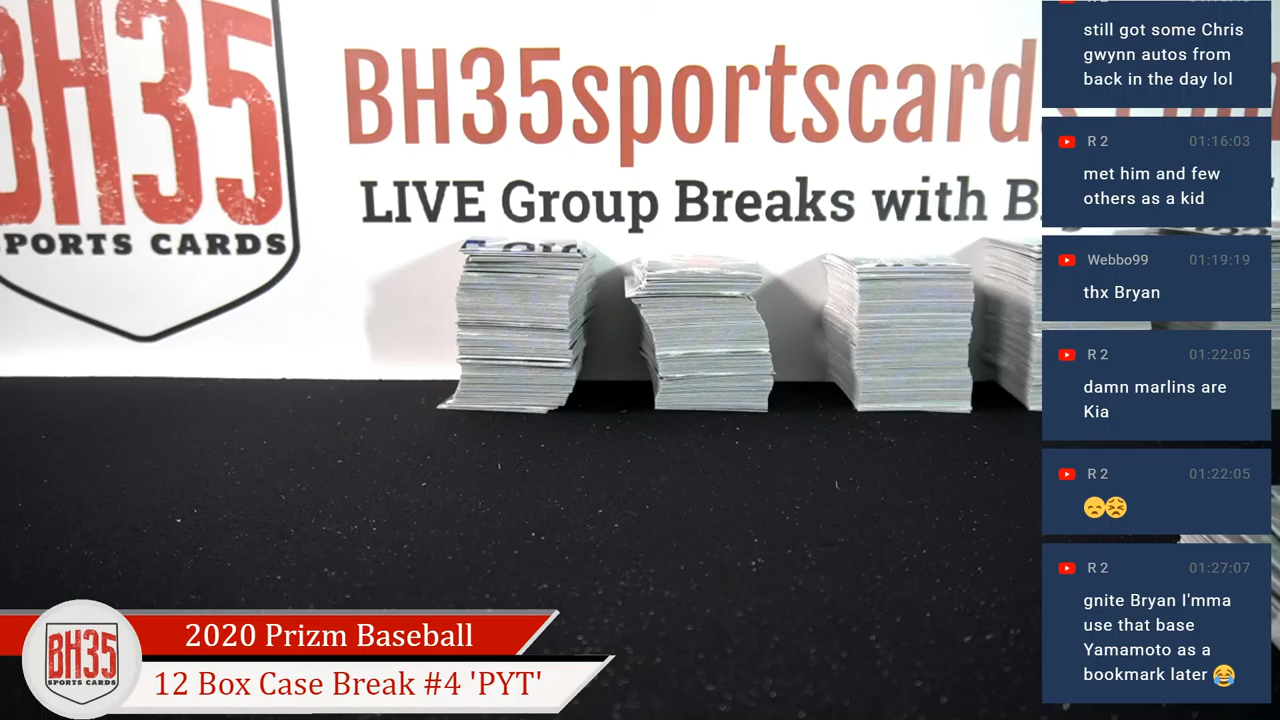 BH35
SPORTS CARDS
BH35sportscard
LIVE Group Breaks with B
still got some Chris
gwynn autos from
back in the day lol
R 2 01:16:03
met him and few
others as a kid
Webbo99 01:19:19
thx Bryan
R 2 01:22:05
damn marlins are
Kia
R 2 01:22:05
😞😣
R 2 01:27:07
gnite Bryan I'mma
use that base
Yamamoto as a
bookmark later 😂
2020 Prizm Baseball
12 Box Case Break #4 'PYT'
BH35
SPORTS CARDS